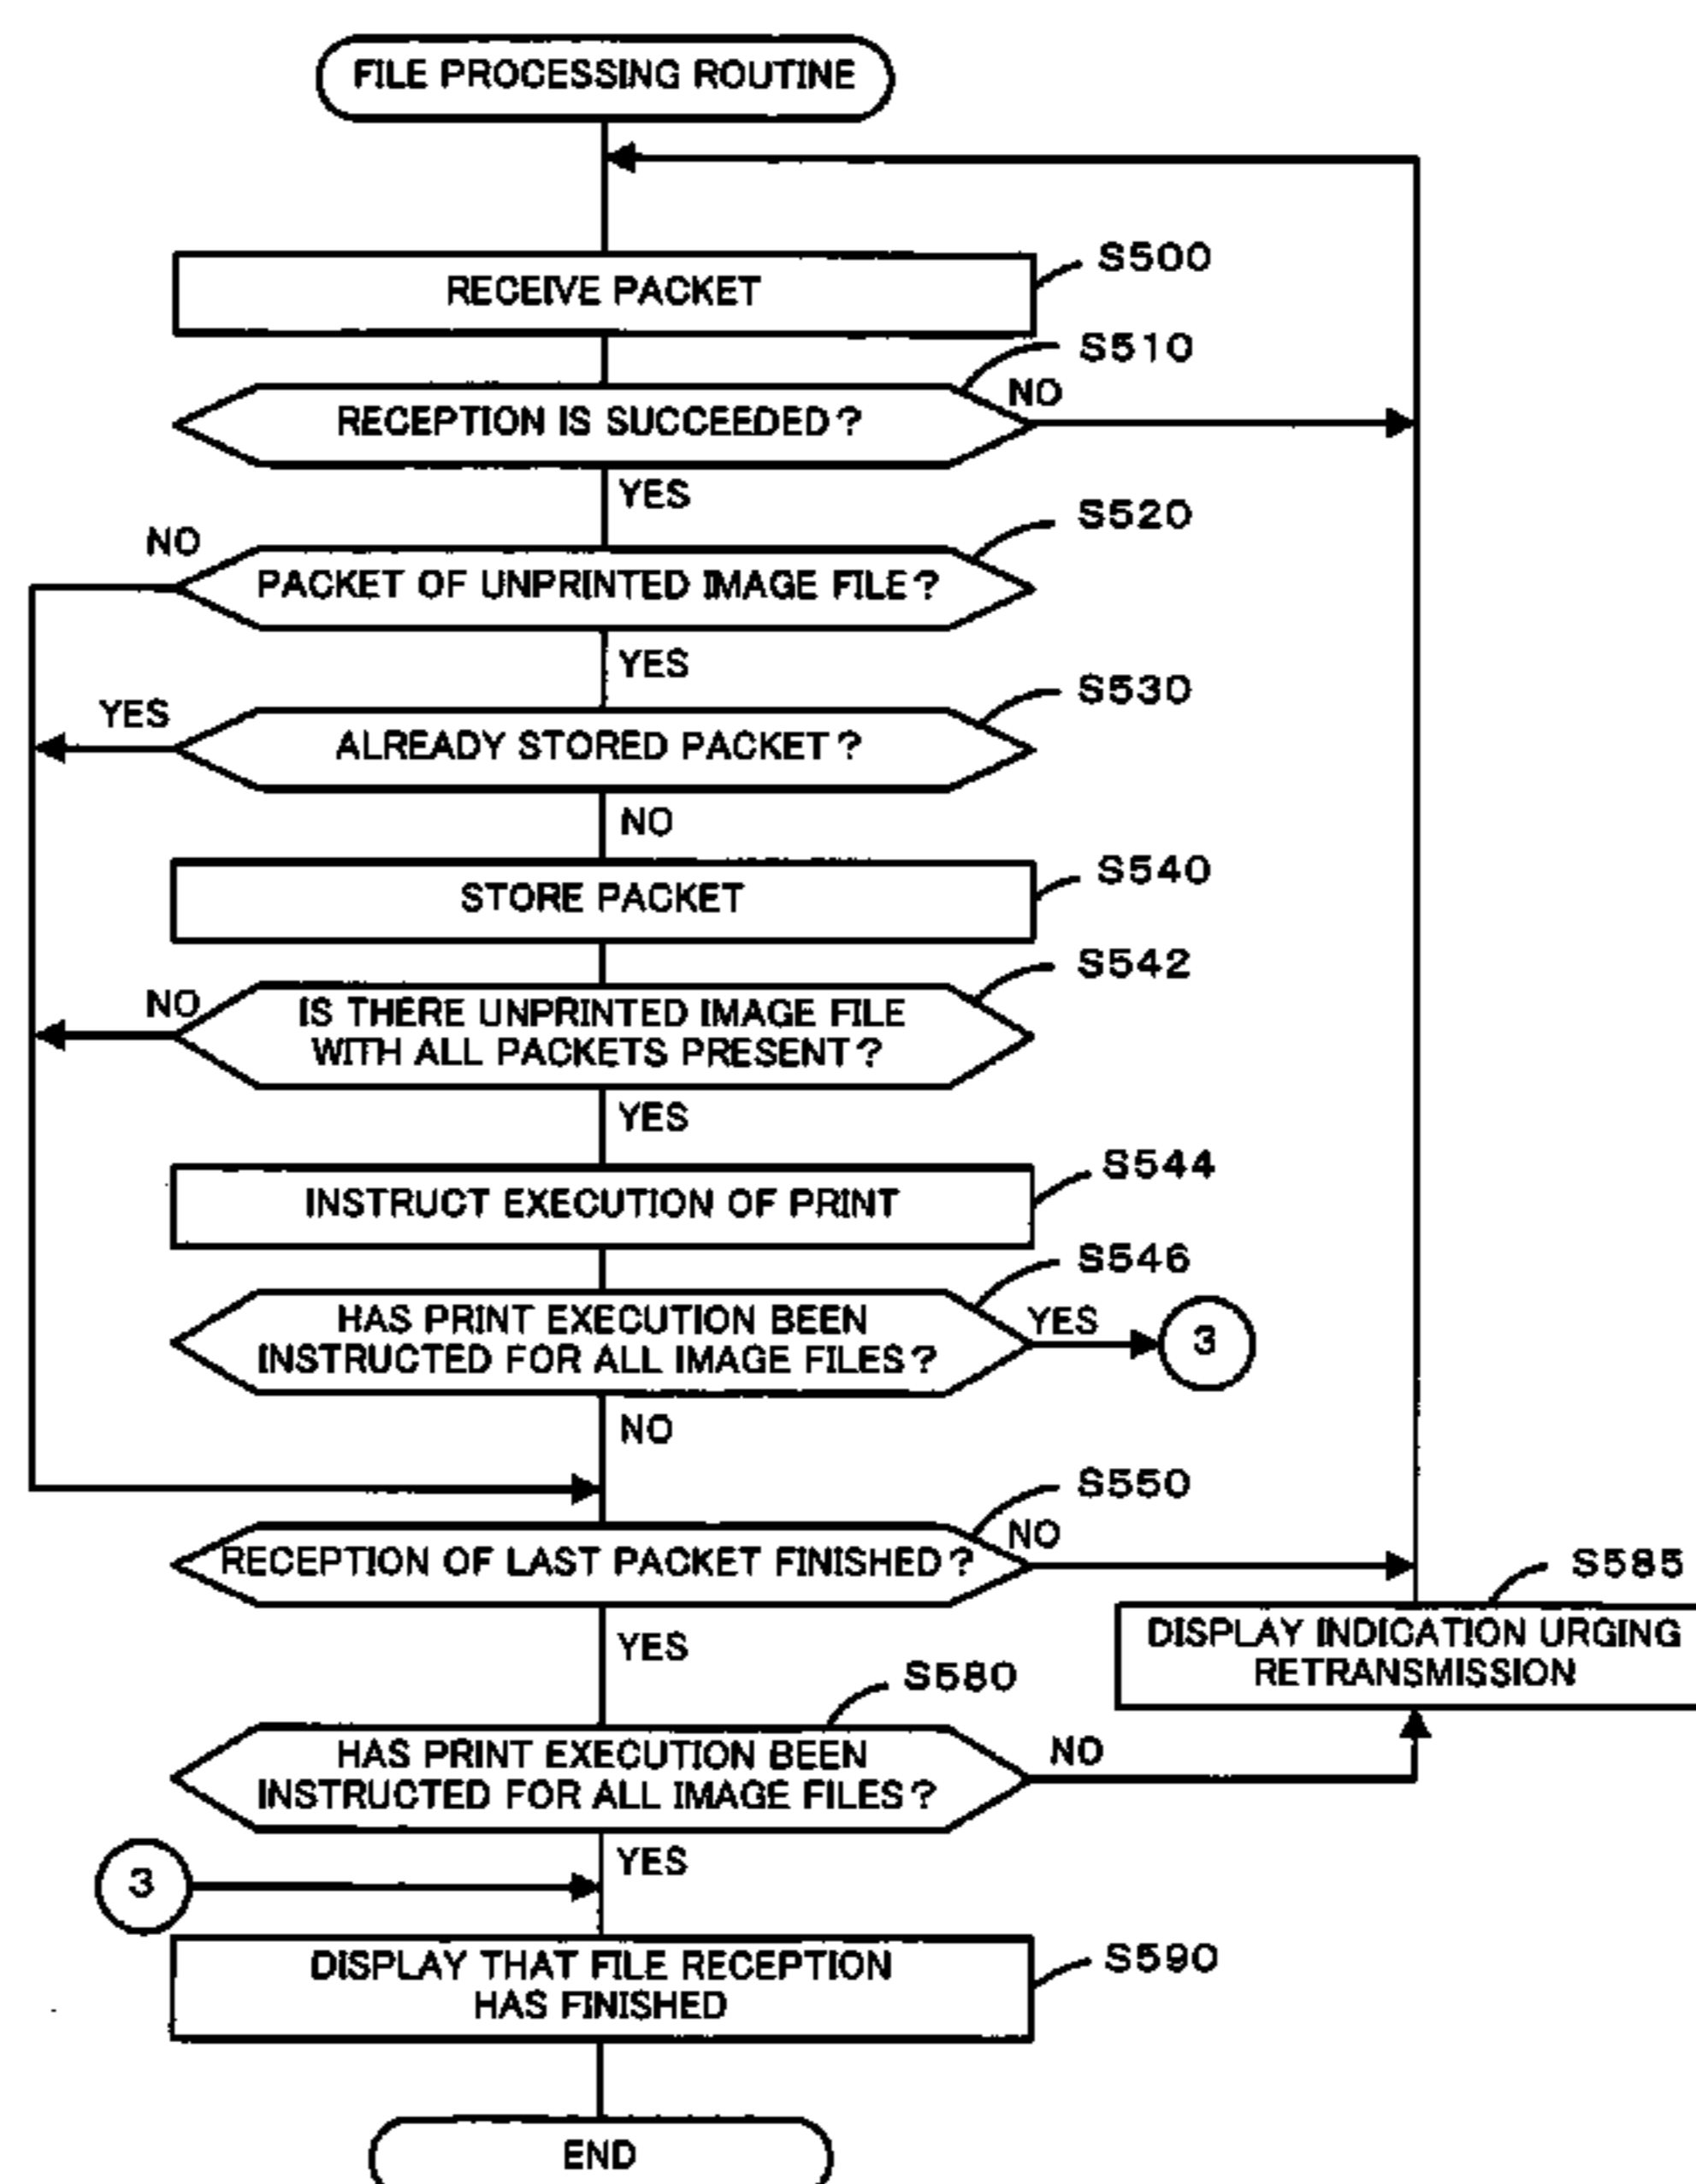 FILE PROCESSING ROUTINE
RECEIVE PACKET
S500
S510
RECEPTION IS SUCCEEDED?
NO
YES
S520
NO
PACKET OF UNPRINTED IMAGE FILE?
YES
S530
YES
ALREADY STORED PACKET?
NO
STORE PACKET
S540
S542
NO
IS THERE UNPRINTED IMAGE FILE
WITH ALL PACKETS PRESENT?
YES
INSTRUCT EXECUTION OF PRINT
S544
S546
HAS PRINT EXECUTION BEEN
INSTRUCTED FOR ALL IMAGE FILES?
YES
3
NO
S550
RECEPTION OF LAST PACKET FINISHED?
NO
S585
DISPLAY INDICATION URGING
RETRANSMISSION
YES
S580
HAS PRINT EXECUTION BEEN
INSTRUCTED FOR ALL IMAGE FILES?
NO
YES
3
DISPLAY THAT FILE RECEPTION
HAS FINISHED
S590
END